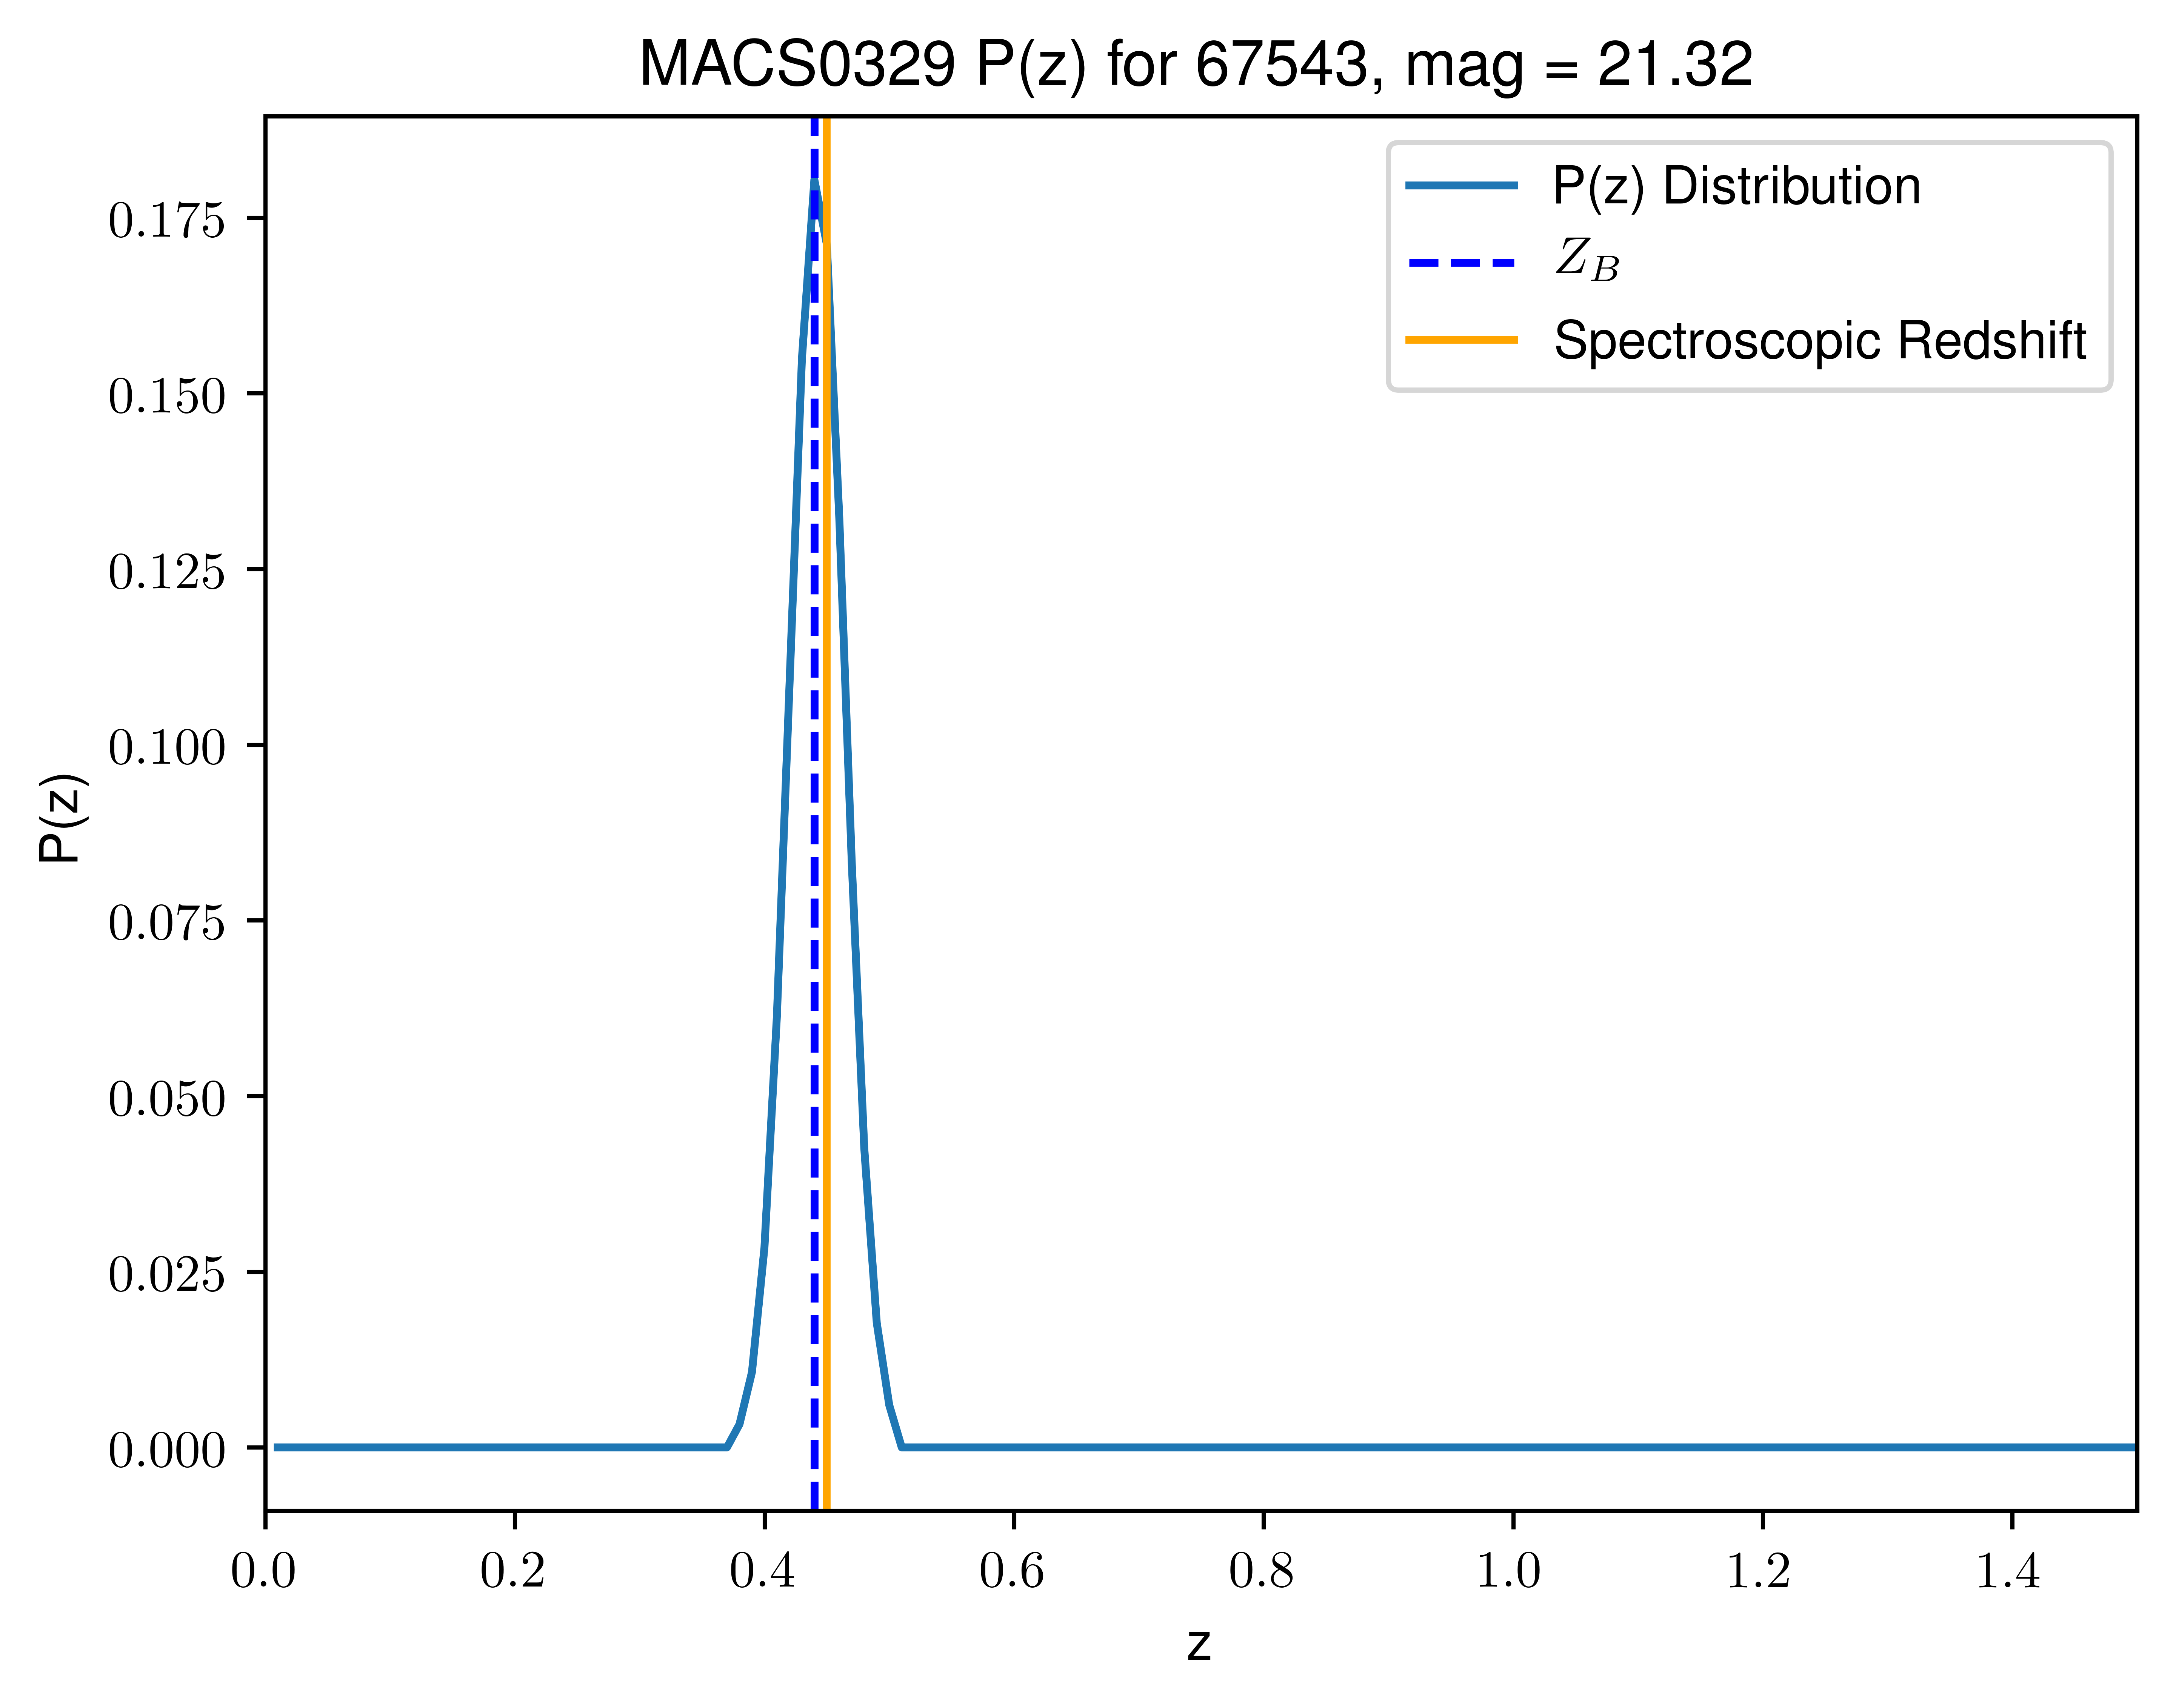 MACS0329 P(z) for 67543, mag = 21.32
P(z) Distribution
Z_B
Spectroscopic Redshift
0.175
0.150
0.125
0.100
0.075
0.050
0.025
0.000
P(z)
0.0 0.2 0.4 0.6 0.8 1.0 1.2 1.4
z